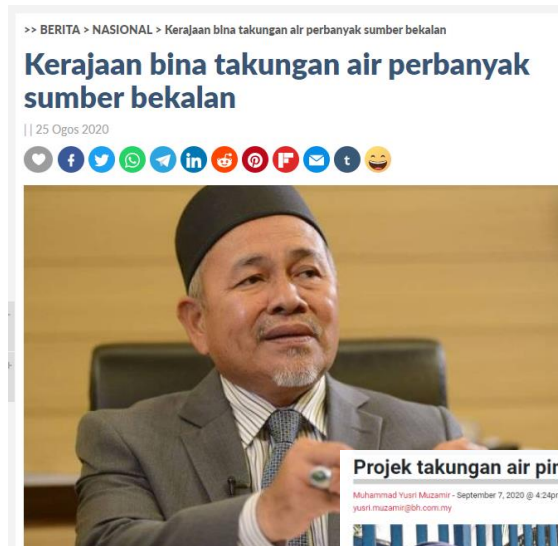 >> BERITA > NASIONAL > Kerajaan bina takungan air perbanyak sumber bekalan
Kerajaan bina takungan air perbanyak
sumber bekalan
|| 25 Ogos 2020
Projek takungan air
Muhammad Yusri Muzamir - September 7, 2020 @ 4:24pm
yusri.muzamir@bh.com.my